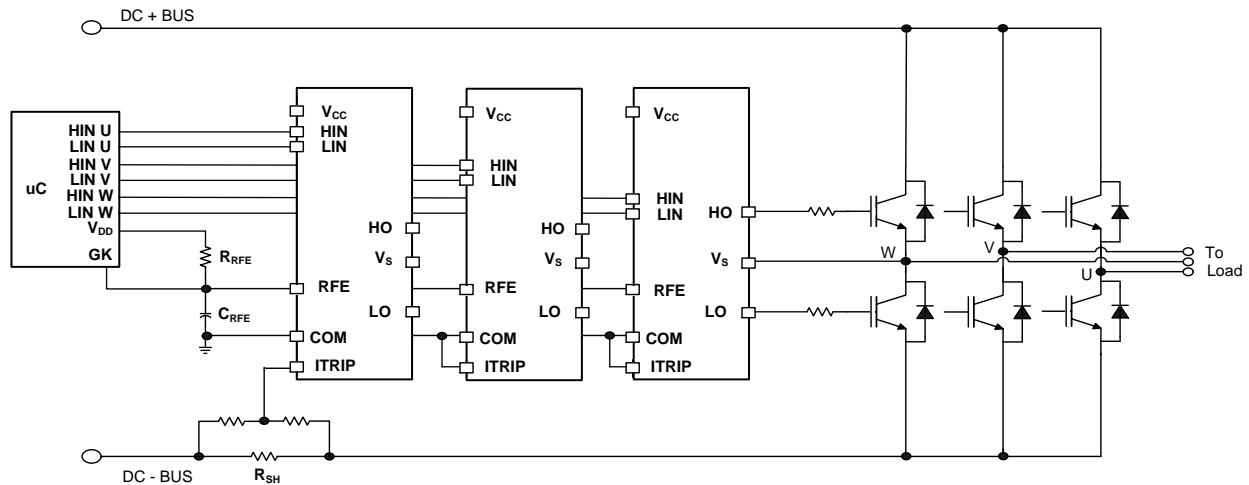 DC + BUS
uC
HIN U
LIN U
HIN V
LIN V
HIN W
LIN W
VDD
GK
RRFE
CRFE
VCC
HIN
LIN
HO
VS
RFE
LO
COM
ITRIP
VCC
HIN
LIN
HO
VS
RFE
LO
COM
ITRIP
VCC
HIN
LIN
HO
VS
RFE
LO
COM
ITRIP
W
V
U
To
Load
DC - BUS
RSH